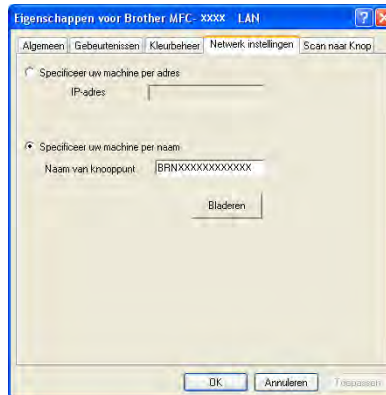 Eigenschappen voor Brother MFC- XXXX LAN
Algemeen Gebeurtenissen Kleurbeheer Netwerk instellingen Scan naar Knop
Specificeer uw machine per adres
IP-adres
Specificeer uw machine per naam
Naam van knooppunt BRNXXXXXXXXXXXX
Bladeren
OK Annuleren Toepassen